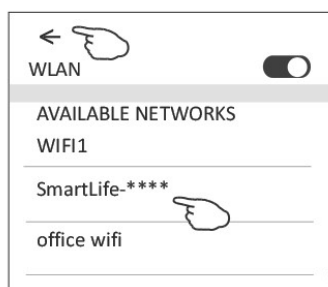 WLAN
AVAILABLE NETWORKS
WIFI1
SmartLife-****
office wifi